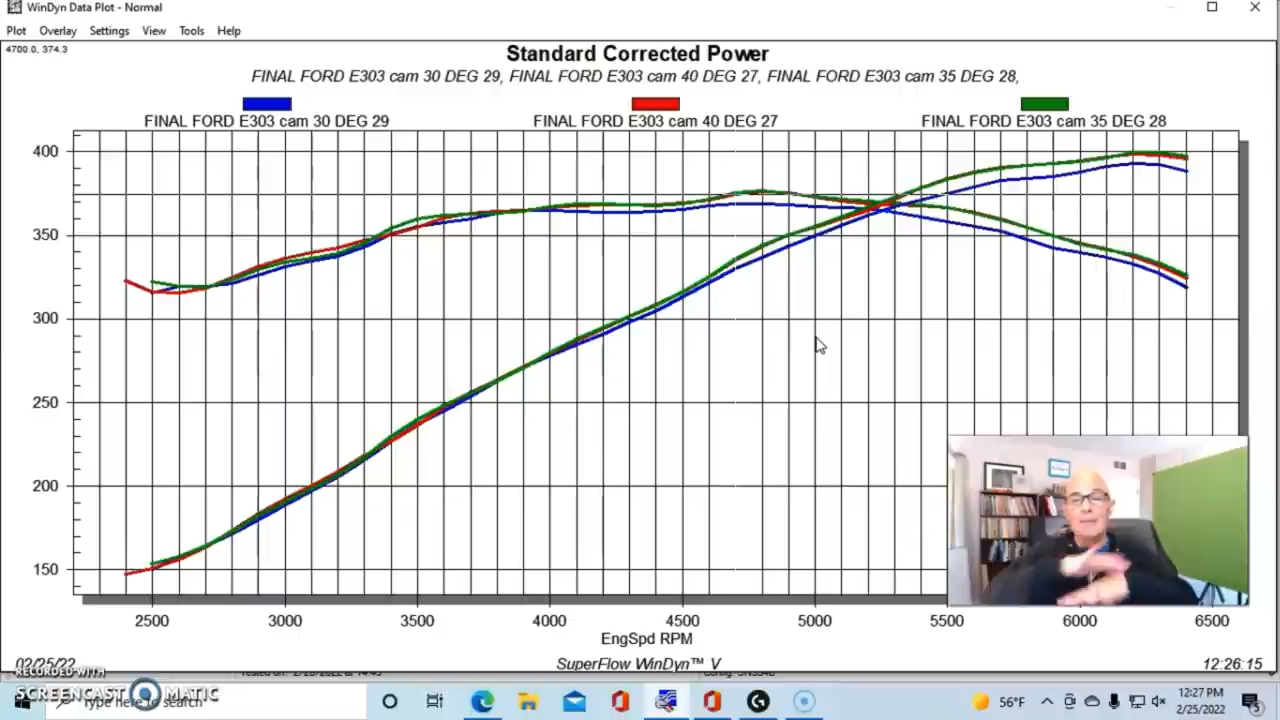 WinDyn Data Plot - Normal
Plot Overlay Settings View Tools Help
4700.0, 374.3
Standard Corrected Power
FINAL FORD E303 cam 30 DEG 29, FINAL FORD E303 cam 40 DEG 27, FINAL FORD E303 cam 35 DEG 28,
FINAL FORD E303 cam 30 DEG 29 FINAL FORD E303 cam 40 DEG 27 FINAL FORD E303 cam 35 DEG 28
400
350
300
250
200
150
2500 3000 3500 4000 4500 5000 5500 6000 6500
EngSpd RPM
02/25/22 SuperFlow WinDyn™ V 12:26:15
RECORDED WITH
SCREENCAST MATIC
Type here to search
56°F
12:27 PM
2/25/2022
5